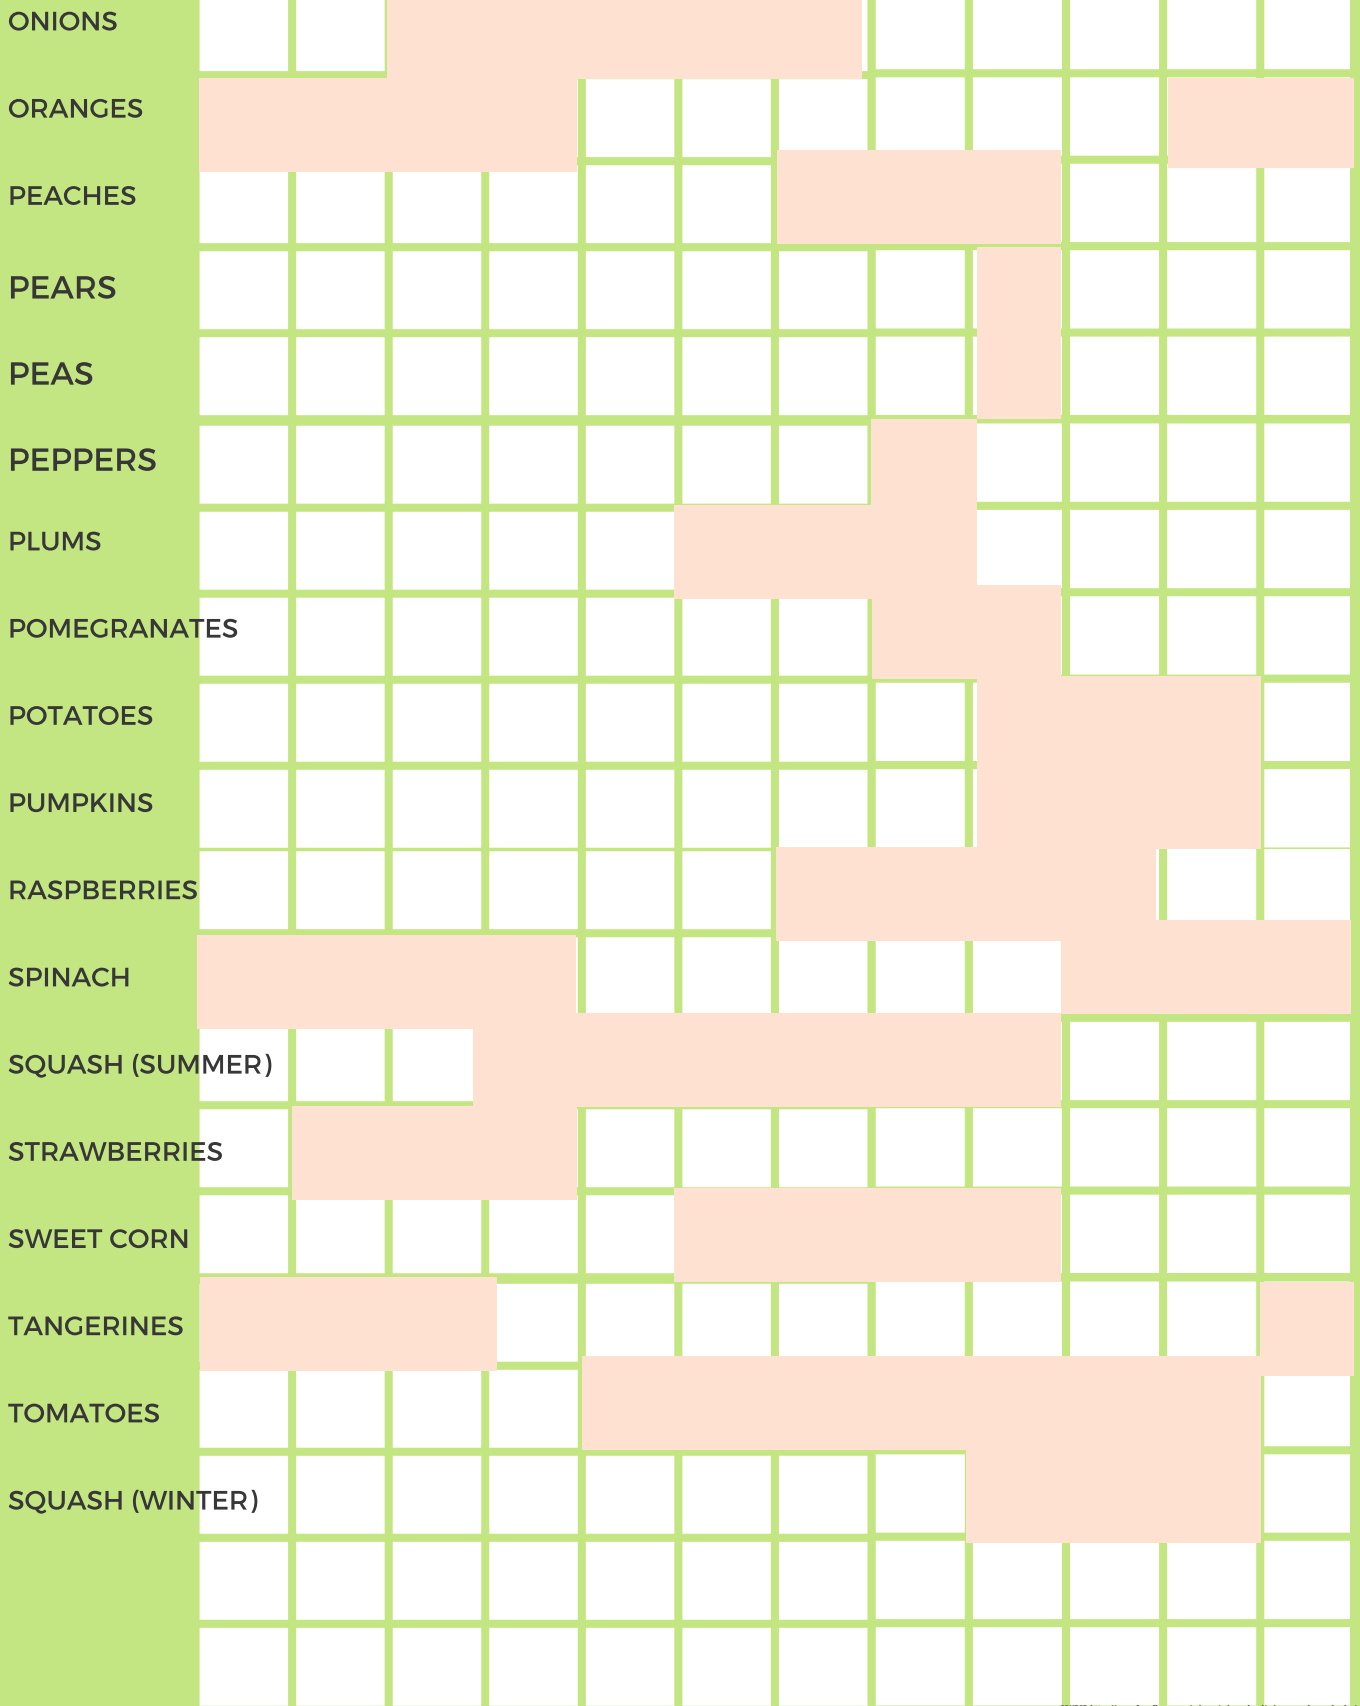 ONIONS
ORANGES
PEACHES
PEARS
PEAS
PEPPERS
PLUMS
POMEGRANATES
POTATOES
PUMPKINS
RASPBERRIES
SPINACH
SQUASH (SUMMER)
STRAWBERRIES
SWEET CORN
TANGERINES
TOMATOES
SQUASH (WINTER)